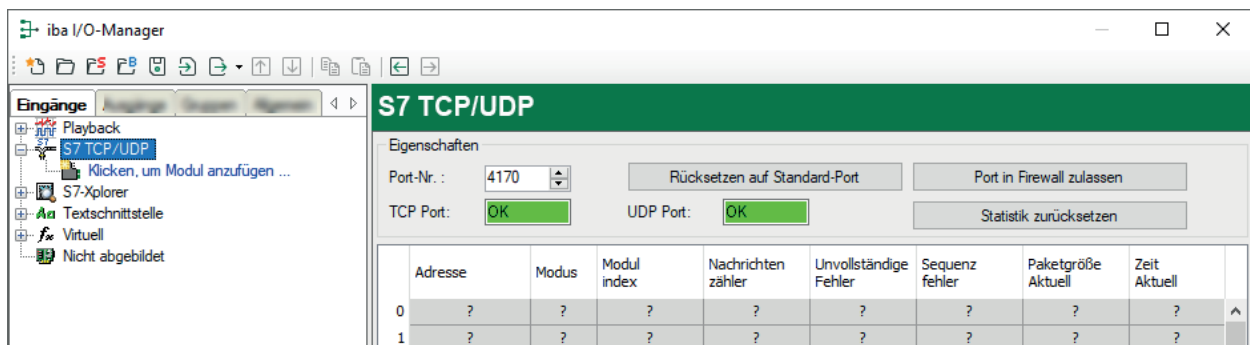 iba I/O-Manager
Eingänge
Playback
S7 TCP/UDP
Klicken, um Modul anzufügen ...
S7-Xplorer
Textschnittstelle
Virtuell
Nicht abgebildet
S7 TCP/UDP
Eigenschaften
Port-Nr. : 4170 Rücksetzen auf Standard-Port Port in Firewall zulassen
TCP Port: OK UDP Port: OK Statistik zurücksetzen
Adresse Modus Modul index Nachrichten zähler Unvollständige Fehler Sequenz fehler Paketgröße Aktuell Zeit Aktuell
0 ? ? ? ? ? ? ? ?
1 ? ? ? ? ? ? ? ?